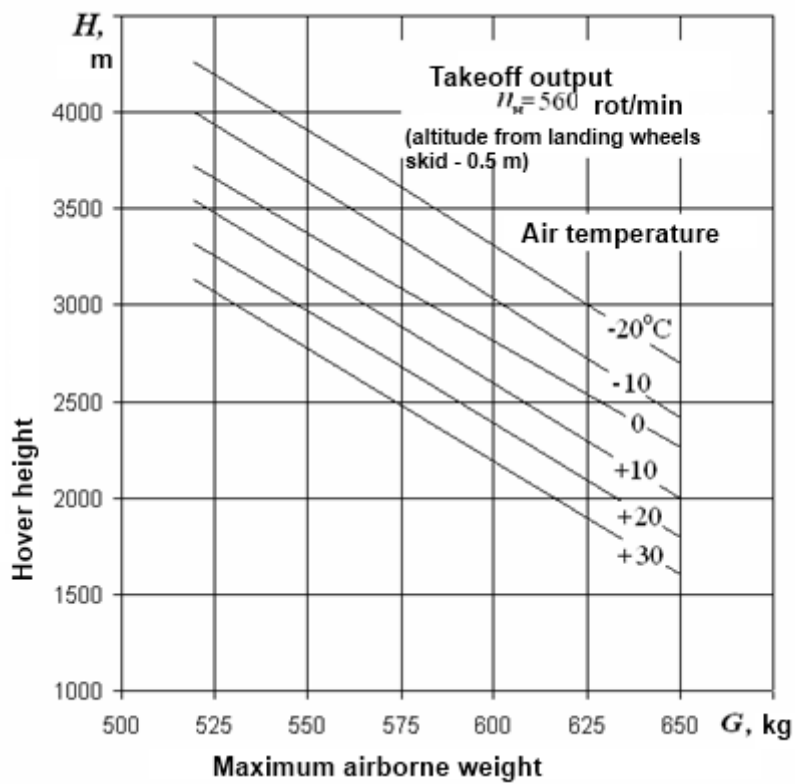 H,
m
Takeoff output
nм=560 rot/min
(altitude from landing wheels
skid - 0.5 m)
Air temperature
4000
3500
3000
2500
2000
1500
1000
-20°C
-10
0
+10
+20
+30
Hover height
500 525 550 575 600 625 650 G, kg
Maximum airborne weight